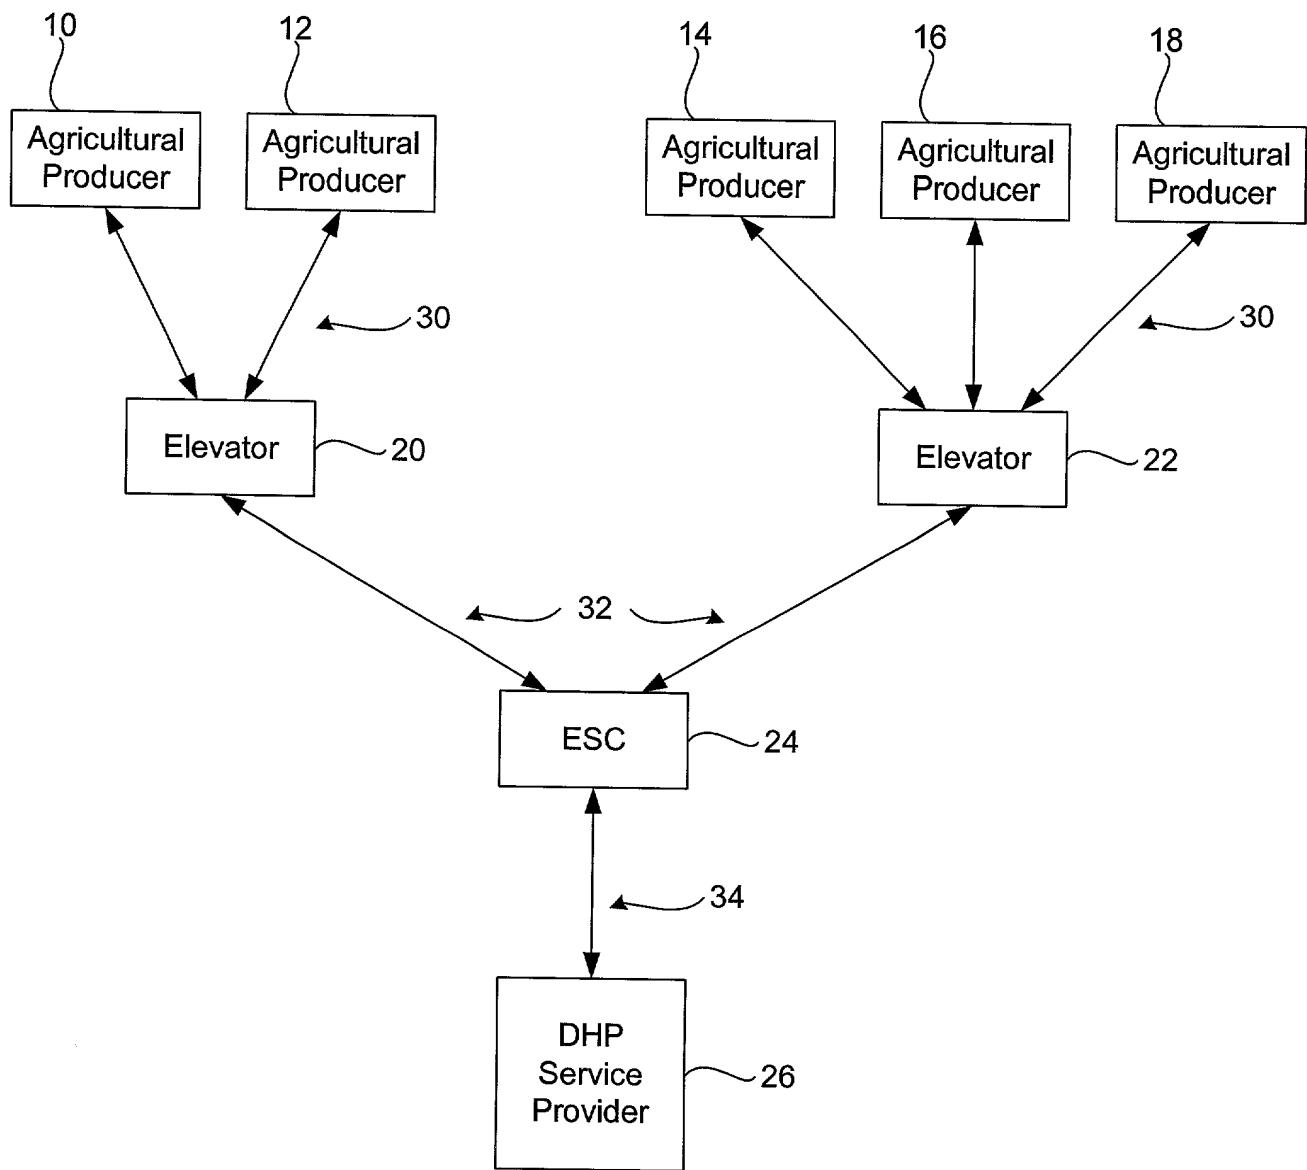 10
12
14
16
18
Agricultural
Producer
Agricultural
Producer
Agricultural
Producer
Agricultural
Producer
Agricultural
Producer
30
30
Elevator
20
Elevator
22
32
ESC
24
34
DHP
Service
Provider
26